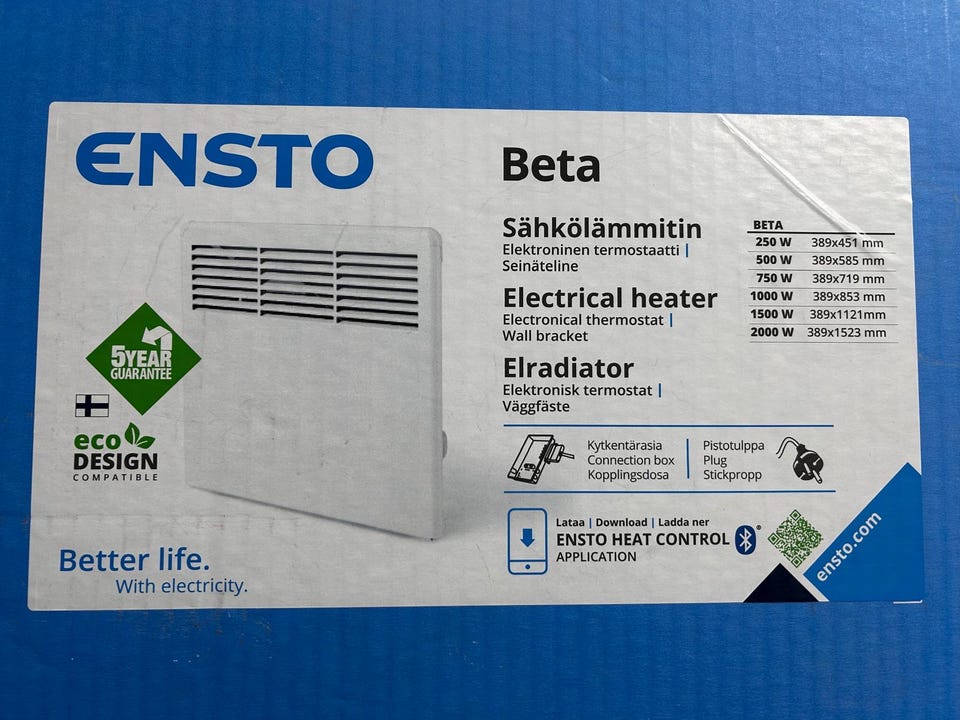 ENSTO
Beta
Sähkölämmitin
Elektroninen termostaatti |
Seinäteline
Electrical heater
Electronical thermostat |
Wall bracket
Elradiator
Elektronisk termostat |
Väggfäste
BETA
250 W 389x451 mm
500 W 389x585 mm
750 W 389x719 mm
1000 W 389x853 mm
1500 W 389x1121mm
2000 W 389x1523 mm
5YEAR
GUARANTEE
eco
DESIGN
COMPATIBLE
Kytkentärasia
Connection box
Kopplingsdosa
Pistotulppa
Plug
Stickpropp
Lataa | Download | Ladda ner
ENSTO HEAT CONTROL
APPLICATION
ensto.com
Better life.
With electricity.